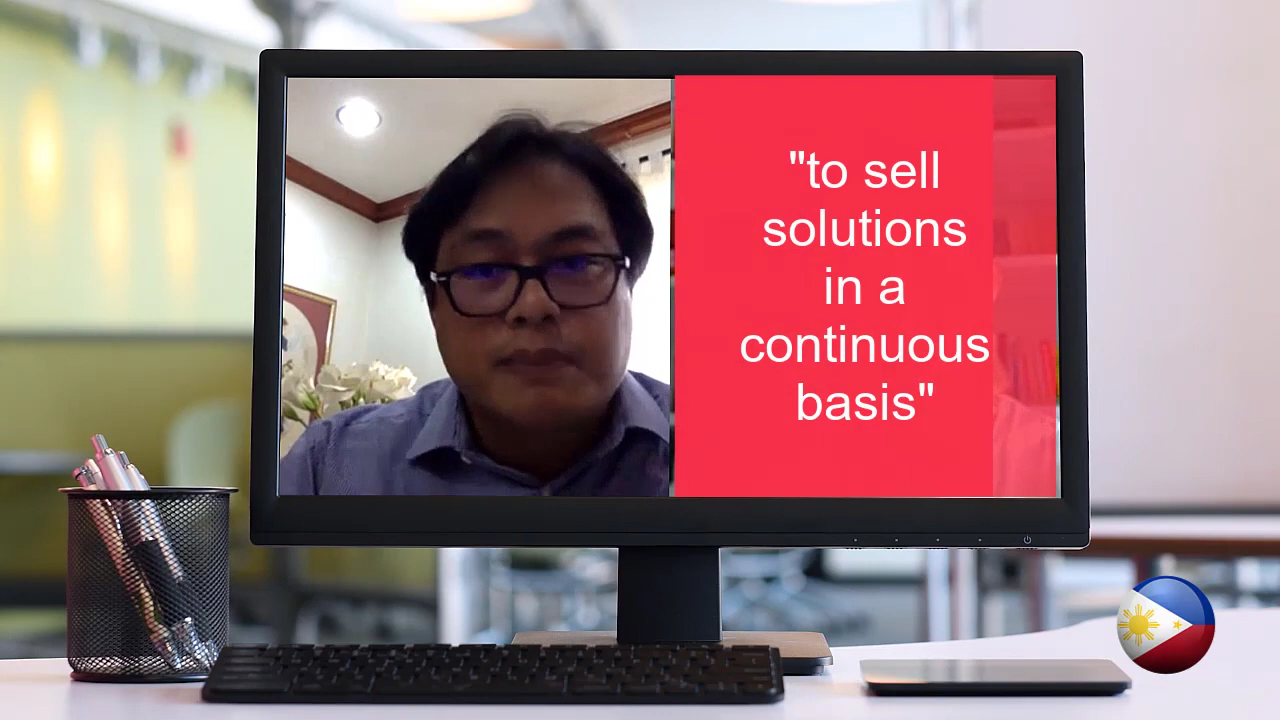 "to sell
solutions
in a
continuous
basis"